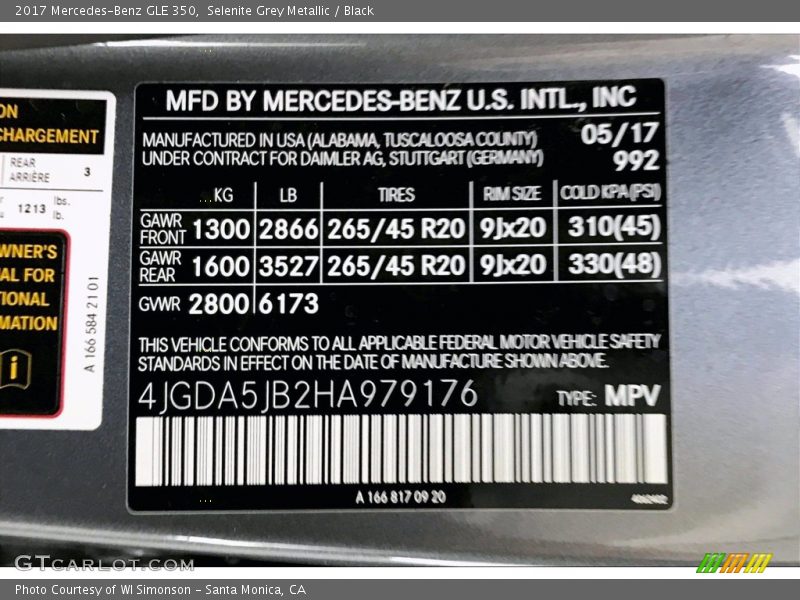 2017 Mercedes-Benz GLE 350, Selenite Grey Metallic / Black
ON
CHARGEMENT
REAR
ARRIÈRE 3
1213 lbs.
lb.
WNER'S
AL FOR
TIONAL
MATION
i
A 166 584 21 01
MFD BY MERCEDES-BENZ U.S. INTL., INC
MANUFACTURED IN USA (ALABAMA, TUSCALOOSA COUNTY) 05/17
UNDER CONTRACT FOR DAIMLER AG, STUTTGART (GERMANY) 992
KG LB TIRES RIM SIZE COLD KPA(PSI)
GAWR FRONT 1300 2866 265/45 R20 9Jx20 310(45)
GAWR REAR 1600 3527 265/45 R20 9Jx20 330(48)
GVWR 2800 6173
THIS VEHICLE CONFORMS TO ALL APPLICABLE FEDERAL MOTOR VEHICLE SAFETY
STANDARDS IN EFFECT ON THE DATE OF MANUFACTURE SHOWN ABOVE.
4JGDA5JB2HA979176 TYPE: MPV
A 166 817 09 20
GTCARLOT.COM
Photo Courtesy of WI Simonson - Santa Monica, CA